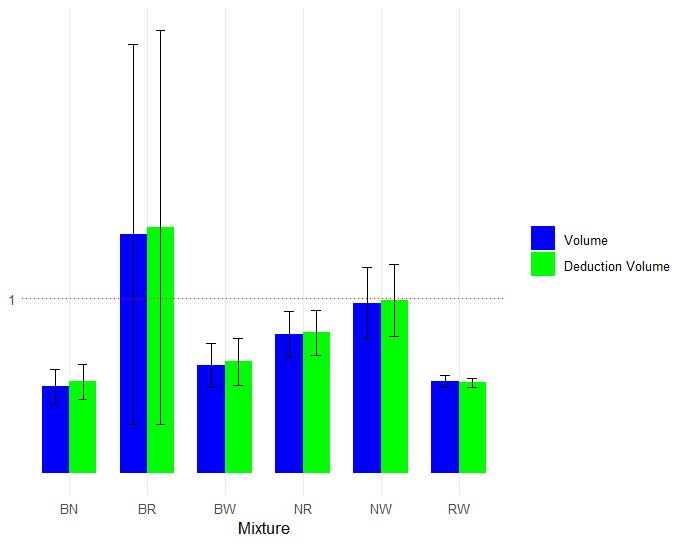 1
BN BR BW NR NW RW
Mixture
Volume
Deduction Volume